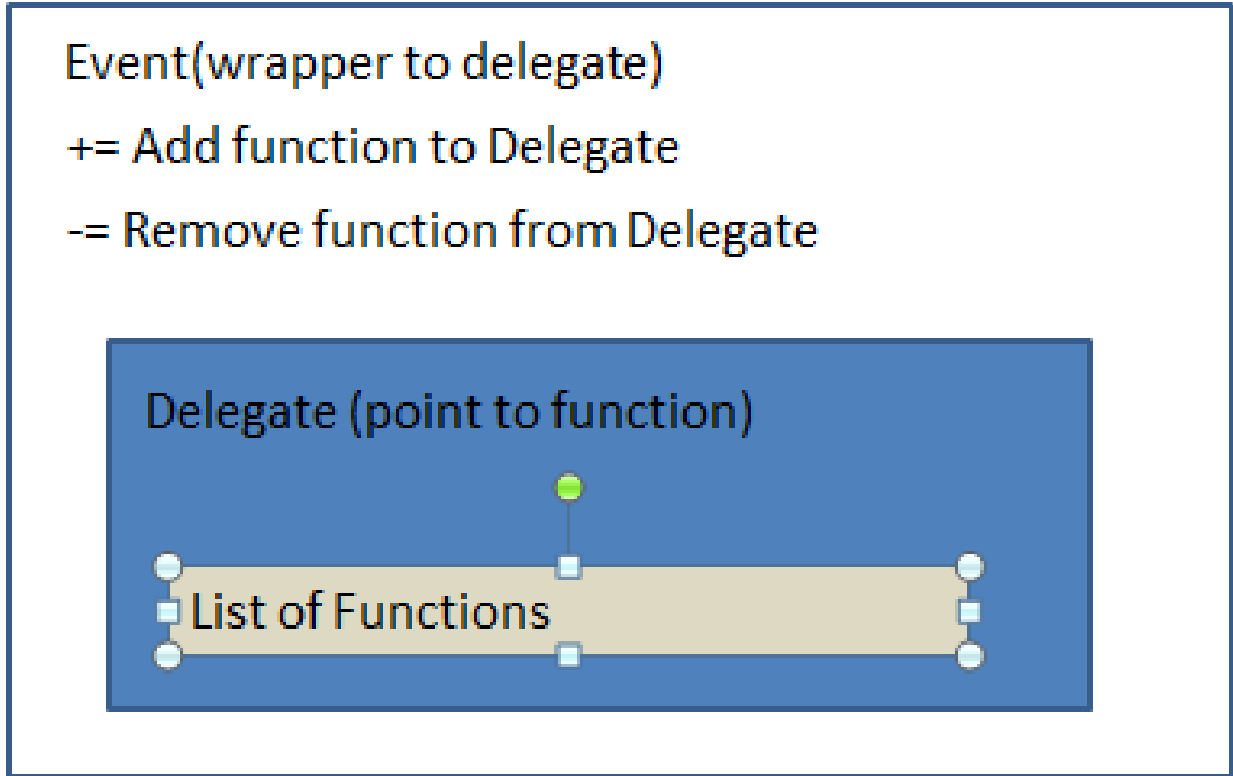 Event(wrapper to delegate)
+= Add function to Delegate
-= Remove function from Delegate
Delegate (point to function)
List of Functions